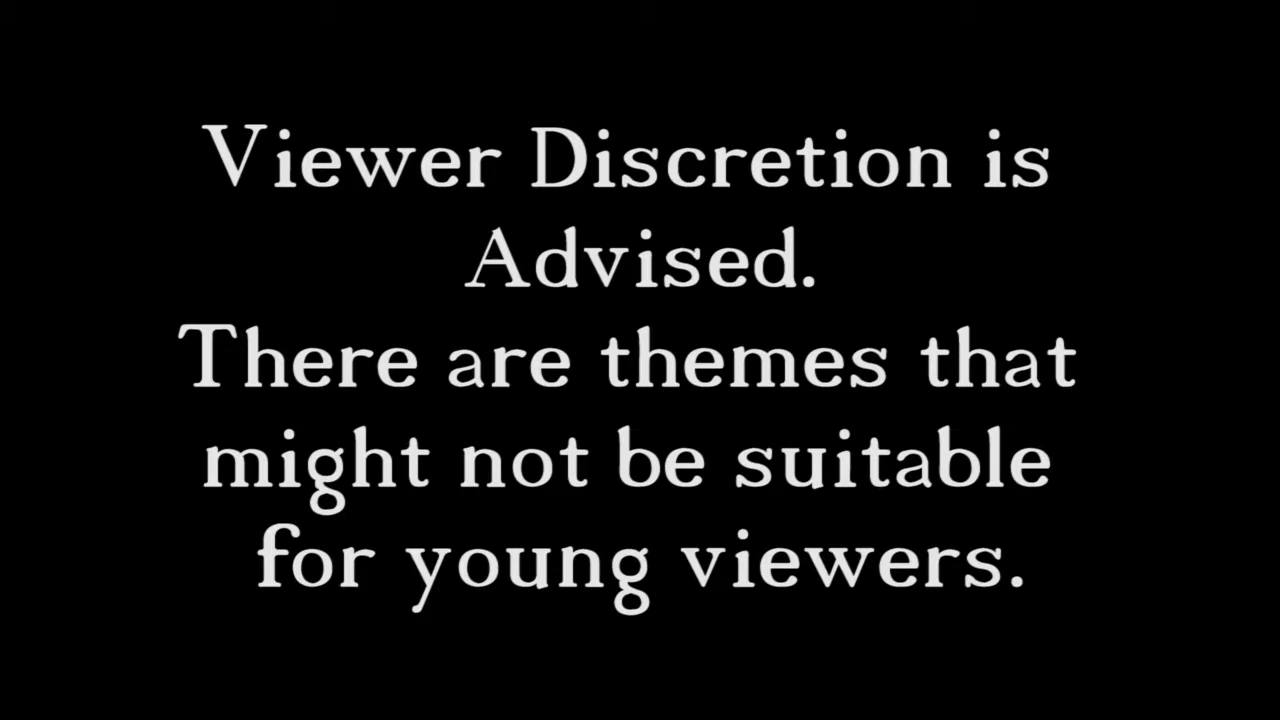 Viewer Discretion is
Advised.
There are themes that
might not be suitable
for young viewers.